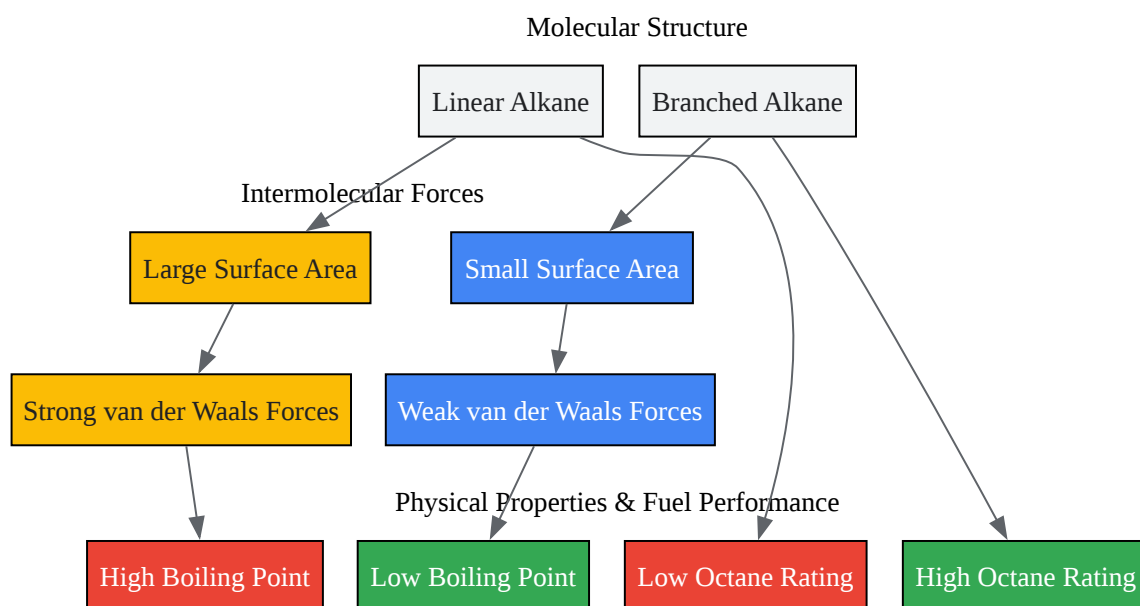 Molecular Structure
Linear Alkane
Branched Alkane
Intermolecular Forces
Large Surface Area
Small Surface Area
Strong van der Waals Forces
Weak van der Waals Forces
Physical Properties & Fuel Performance
High Boiling Point
Low Boiling Point
Low Octane Rating
High Octane Rating